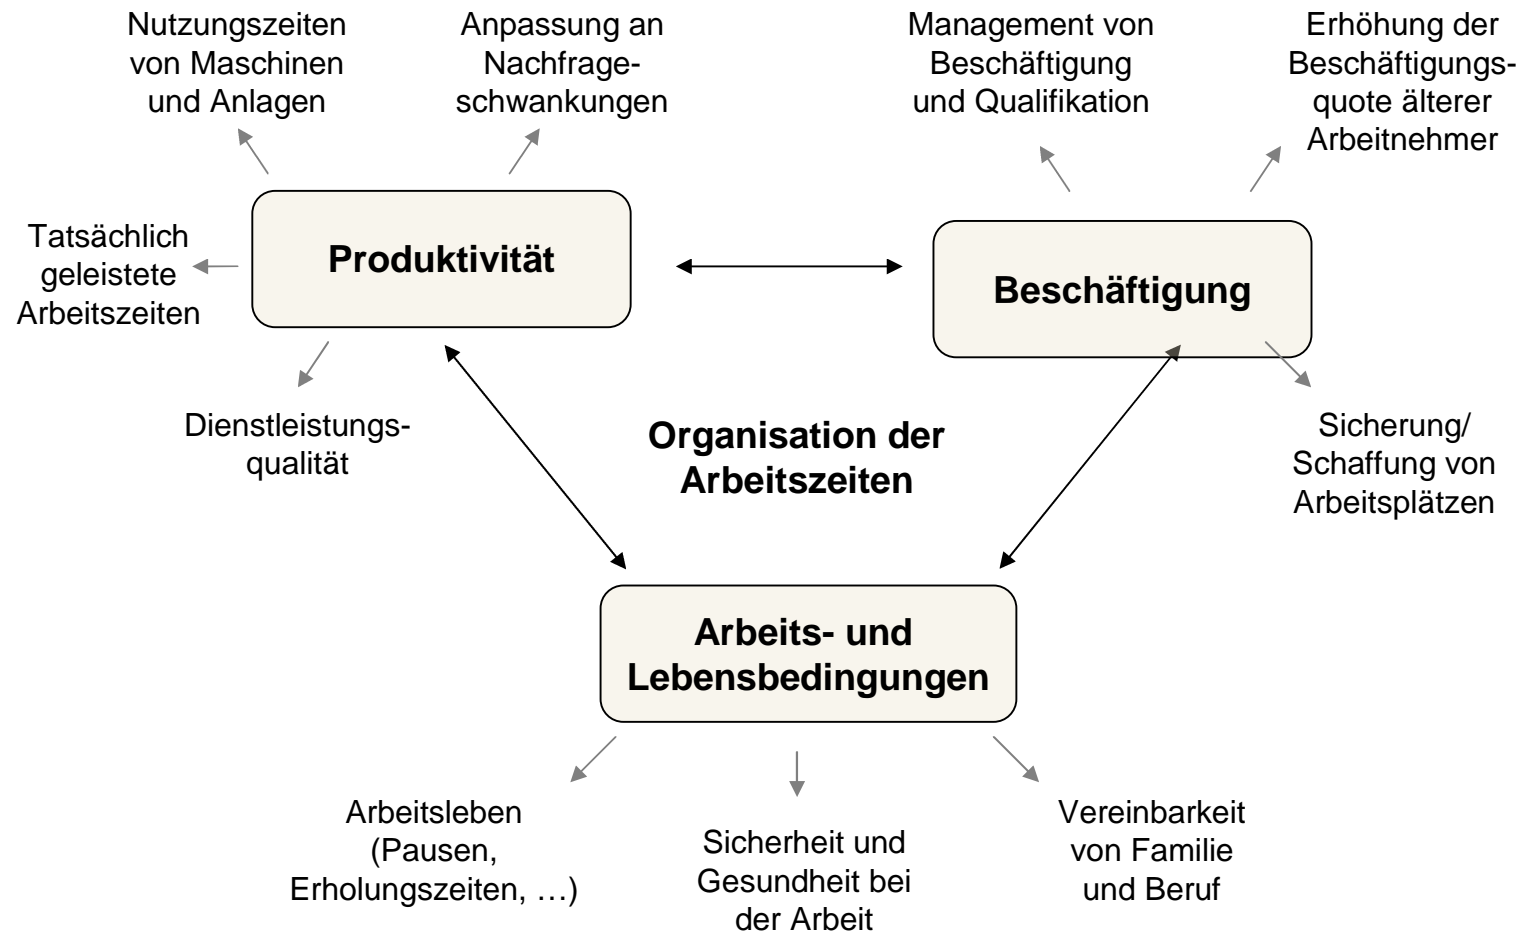 Nutzungszeiten
von Maschinen
und Anlagen
Anpassung an
Nachfrage-
schwankungen
Management von
Beschäftigung
und Qualifikation
Erhöhung der
Beschäftigungs-
quote älterer
Arbeitnehmer
Tatsächlich
geleistete
Arbeitszeiten
Produktivität
Beschäftigung
Dienstleistungs-
qualität
Organisation der
Arbeitszeiten
Sicherung/
Schaffung von
Arbeitsplätzen
Arbeits- und
Lebensbedingungen
Arbeitsleben
(Pausen,
Erholungszeiten, …)
Sicherheit und
Gesundheit bei
der Arbeit
Vereinbarkeit
von Familie
und Beruf